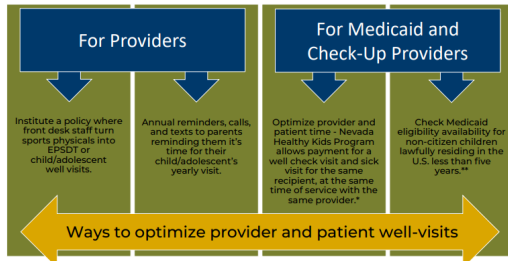 For Providers
For Medicaid and
Check-Up Providers
Institute a policy where
front desk staff turn
sports physicals into
EPSDT or
child/adolescent
well visits.
Annual reminders, calls,
and texts to parents
reminding them it's
time for their
child/adolescent's
yearly visit.
Optimize provider and
patient time - Nevada
Healthy Kids Program
allows payment for a
well check visit and sick
visit for the same
recipient, at the same
time of service with the
same provider.*
Check Medicaid
eligibility availability for
non-citizen children
lawfully residing in the
U.S. less than five
years.**
Ways to optimize provider and patient well-visits